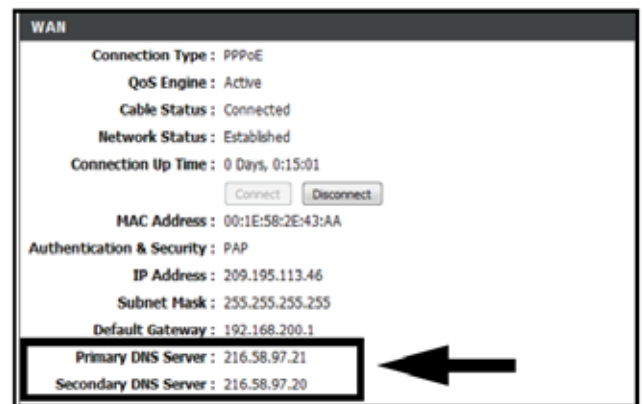 WAN
Connection Type : PPPoE
QoS Engine : Active
Cable Status : Connected
Network Status : Established
Connection Up Time : 0 Days, 0:15:01
Connect Disconnect
MAC Address : 00:1E:58:2E:43:AA
Authentication & Security : PAP
IP Address : 209.195.113.46
Subnet Mask : 255.255.255.255
Default Gateway : 192.168.200.1
Primary DNS Server : 216.58.97.21
Secondary DNS Server : 216.58.97.20